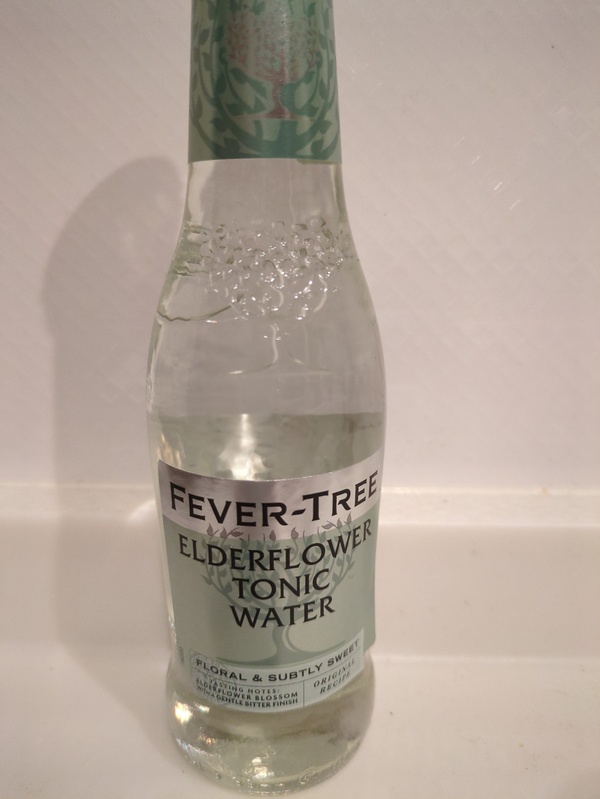 FEVER-TREE
ELDERFLOWER
TONIC
WATER
FLORAL & SUBTLY SWEET
TASTING NOTES:
ELDERFLOWER BLOSSOM
WITH A GENTLE BITTER FINISH
ORIGINAL
RECIPE